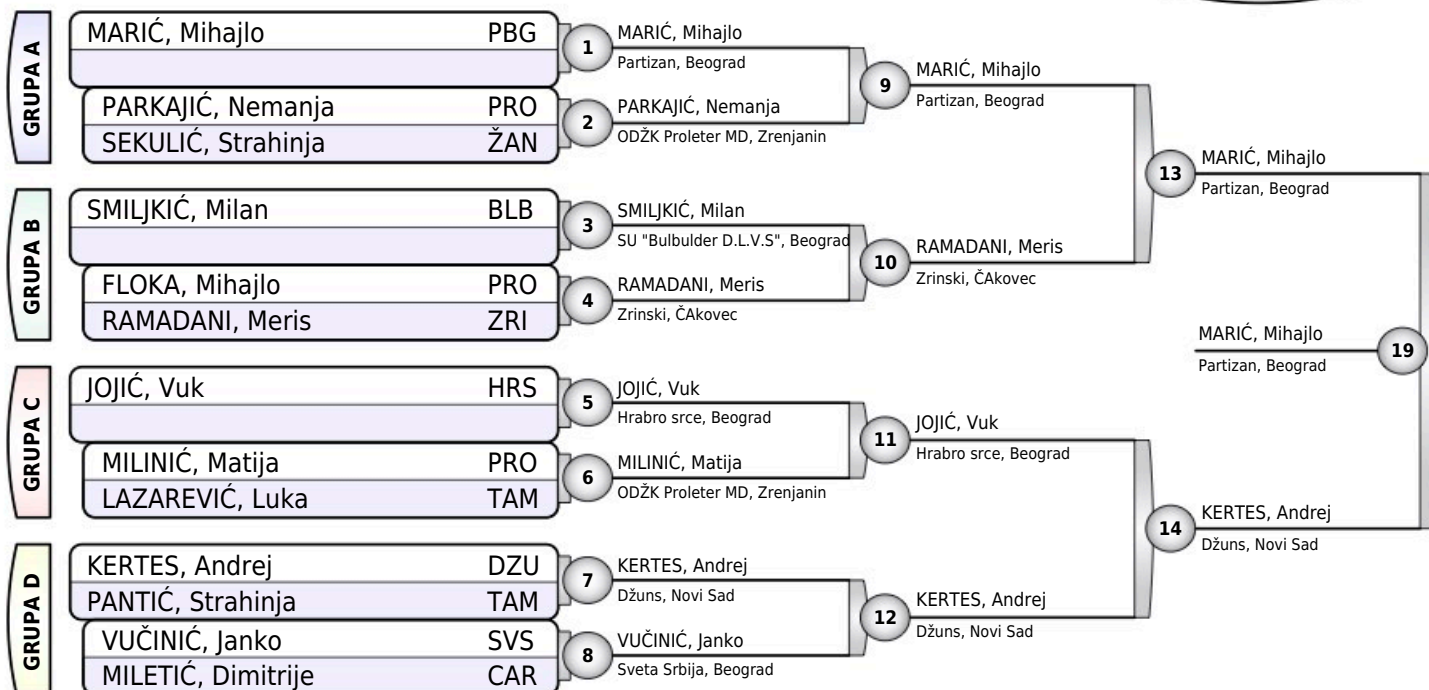 GRUPA A
MARIĆ, Mihajlo PBG
PARKAJIĆ, Nemanja PRO
SEKULIĆ, Strahinja ŽAN
GRUPA B
SMILJKIĆ, Milan BLB
FLOKA, Mihajlo PRO
RAMADANI, Meris ZRI
GRUPA C
JOJIĆ, Vuk HRS
MILINIĆ, Matija PRO
LAZAREVIĆ, Luka TAM
GRUPA D
KERTES, Andrej DZU
PANTIĆ, Strahinja TAM
VUČINIĆ, Janko SVS
MILETIĆ, Dimitrije CAR
1
MARIĆ, Mihajlo
Partizan, Beograd
2
PARKAJIĆ, Nemanja
ODŽK Proleter MD, Zrenjanin
3
SMILJKIĆ, Milan
SU "Bulbulder D.L.V.S", Beograd
4
RAMADANI, Meris
Zrinski, ČAkovec
5
JOJIĆ, Vuk
Hrabro srce, Beograd
6
MILINIĆ, Matija
ODŽK Proleter MD, Zrenjanin
7
KERTES, Andrej
Džuns, Novi Sad
8
VUČINIĆ, Janko
Sveta Srbija, Beograd
9
MARIĆ, Mihajlo
Partizan, Beograd
10
RAMADANI, Meris
Zrinski, ČAkovec
11
JOJIĆ, Vuk
Hrabro srce, Beograd
12
KERTES, Andrej
Džuns, Novi Sad
13
MARIĆ, Mihajlo
Partizan, Beograd
14
KERTES, Andrej
Džuns, Novi Sad
MARIĆ, Mihajlo
Partizan, Beograd
19